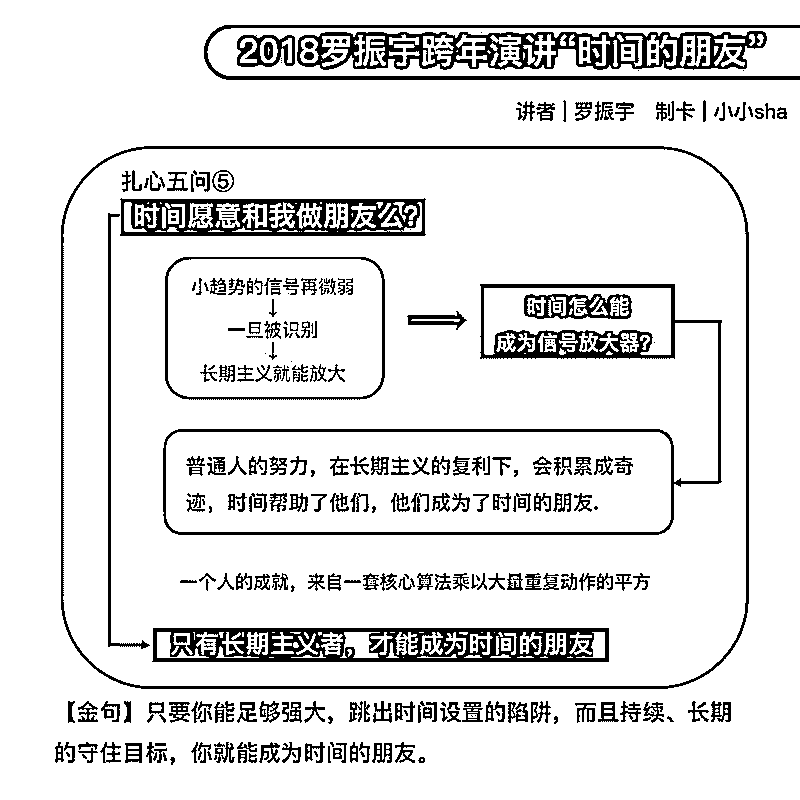 2018罗振宇跨年演讲“时间的朋友”
讲者 | 罗振宇 制卡 | 小小sha
扎心五问⑤
时间愿意和我做朋友么?
小趋势的信号再微弱
↓
一旦被识别
↓
长期主义就能放大
时间怎么能
成为信号放大器?
普通人的努力，在长期主义的复利下，会积累成奇
迹，时间帮助了他们，他们成为了时间的朋友.
一个人的成就，来自一套核心算法乘以大量重复动作的平方
只有长期主义者，才能成为时间的朋友
【金句】只要你能足够强大，跳出时间设置的陷阱，而且持续、长期
的守住目标，你就能成为时间的朋友。